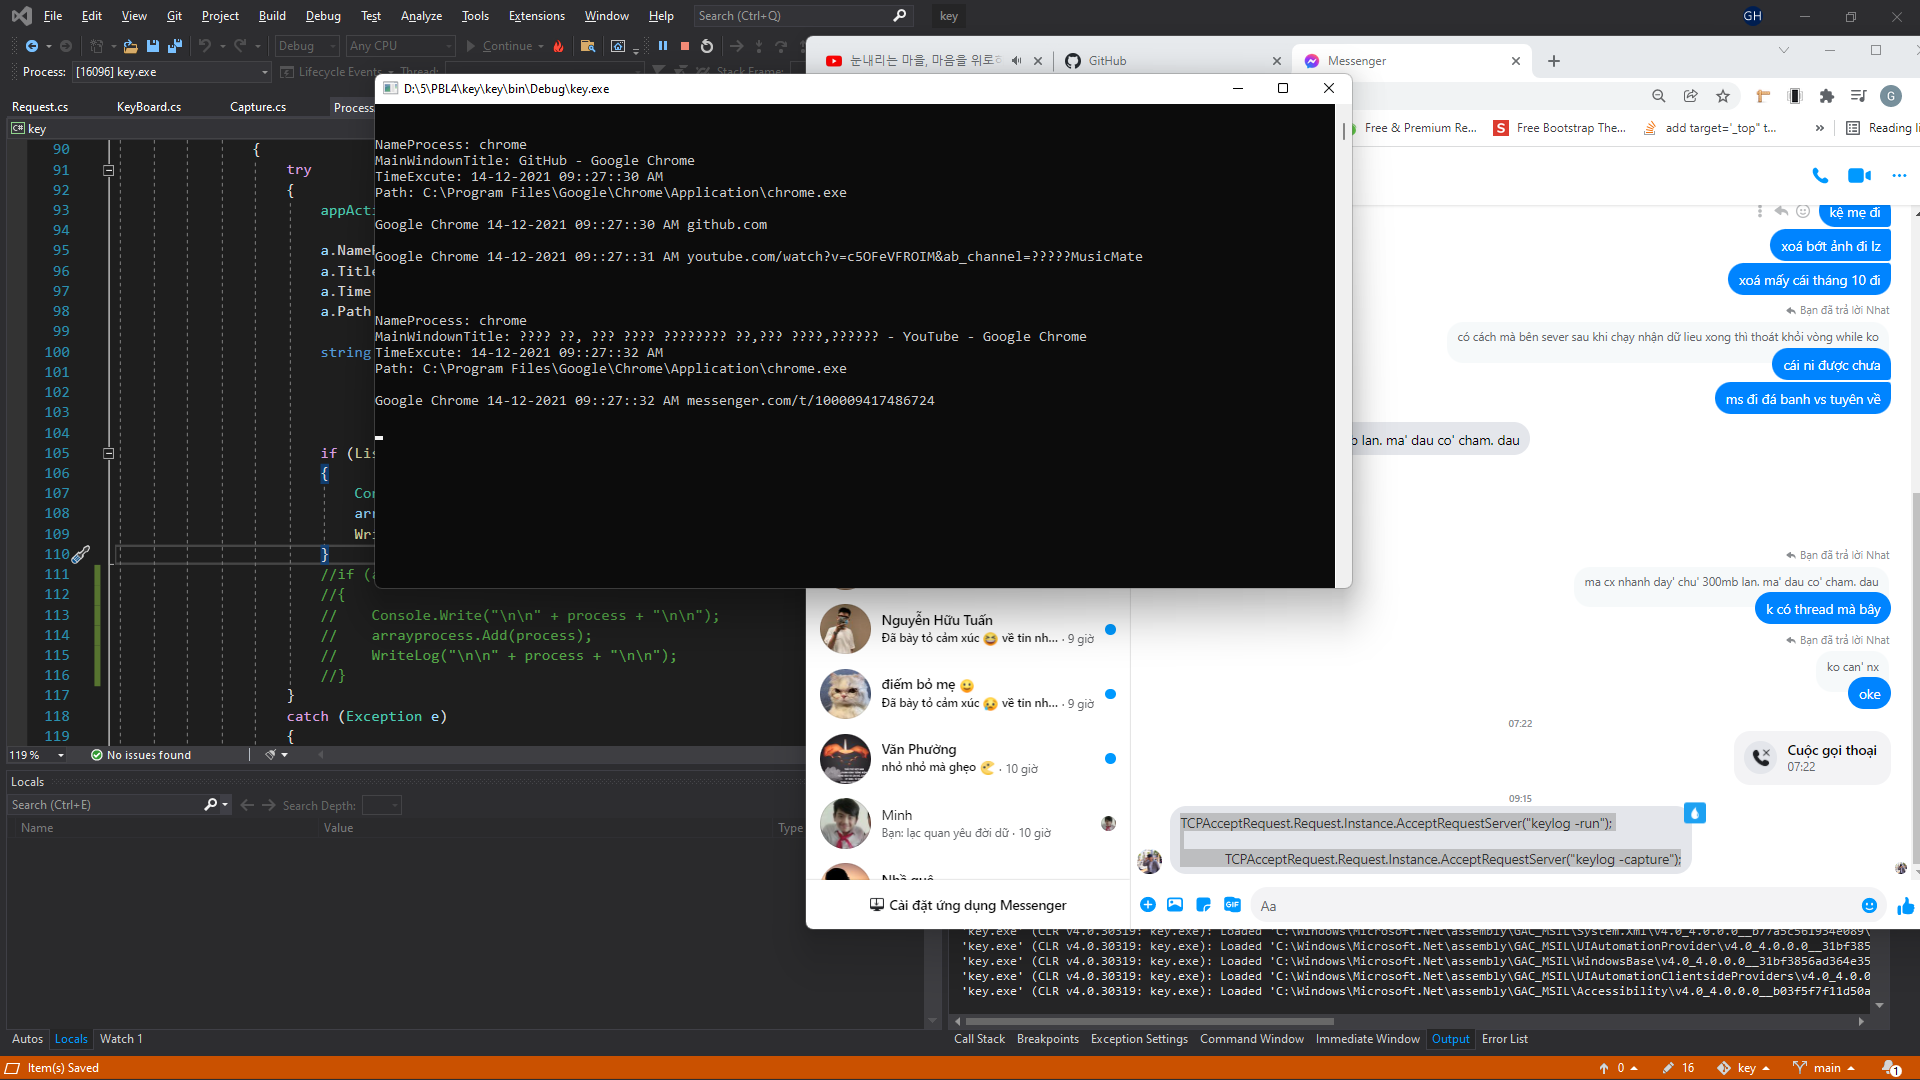 File Edit View Git Project Build Debug Test Analyze Tools Extensions Window Help Search (Ctrl+Q) key GH
Debug Any CPU Continue
Process: [16096] key.exe Lifecycle Events Thread: Stack Frame:
Request.cs KeyBoard.cs Capture.cs Process
key
90 {
91 try
92 {
93 appActi
94
95 a.NameP
96 a.Title
97 a.Time
98 a.Path
99
100 string
101
102
103
104
105 if (Lis
106 {
107 Con
108 arr
109 Wri
110 }
111 //if (a
112 //{
113 // Console.Write("\n\n" + process + "\n\n");
114 // arrayprocess.Add(process);
115 // WriteLog("\n\n" + process + "\n\n");
116 //}
117 }
118 catch (Exception e)
119 {
119 % No issues found
Locals
Search (Ctrl+E) Search Depth:
Name Value Type
Autos Locals Watch 1
D:\5\PBL4\key\key\bin\Debug\key.exe
NameProcess: chrome
MainWindowTitle: GitHub - Google Chrome
TimeExcute: 14-12-2021 09::27::30 AM
Path: C:\Program Files\Google\Chrome\Application\chrome.exe
Google Chrome 14-12-2021 09::27::30 AM github.com
Google Chrome 14-12-2021 09::27::31 AM youtube.com/watch?v=c5OFeVFROIM&ab_channel=?????MusicMate
NameProcess: chrome
MainWindowTitle: ???? ??, ??? ???? ???????? ??,??? ????,?????? - YouTube - Google Chrome
TimeExcute: 14-12-2021 09::27::32 AM
Path: C:\Program Files\Google\Chrome\Application\chrome.exe
Google Chrome 14-12-2021 09::27::32 AM messenger.com/t/100009417486724
눈내리는 마을, 마음을 GitHub Messenger
G
Free & Premium Re... S Free Bootstrap The... add target='_top" t... » Reading
kệ mẹ đi
xoá bớt ảnh đi lz
xoá mấy cái tháng 10 đi
Bạn đã trả lời Nhat
có cách mà bên sever sau khi chạy nhận dữ lieu xong thì thoát khỏi vòng while ko
cái ni được chưa
ms đi đá banh vs tuyên về
lan. ma' dau co' cham. dau
Bạn đã trả lời Nhat
ma cx nhanh day' chu' 300mb lan. ma' dau co' cham. dau
k có thread mà bây
Bạn đã trả lời Nhat
ko can' nx
oke
07:22
Cuộc gọi thoại
07:22
09:15
TCPAcceptRequest.Request.Instance.AcceptRequestServer("keylog -run");
TCPAcceptRequest.Request.Instance.AcceptRequestServer("keylog -capture");
GIF Aa
Nguyễn Hữu Tuấn
Đã bày tỏ cảm xúc 😆 về tin nh... · 9 giờ
điếm bỏ mẹ 😀
Đã bày tỏ cảm xúc 😥 về tin nh... · 9 giờ
Văn Phường
nhỏ nhỏ mà ghẹo · 10 giờ
Minh
Bạn: lạc quan yêu đời dữ · 10 giờ
Cài đặt ứng dụng Messenger
'key.exe' (CLR v4.0.30319: key.exe): Loaded 'C:\Windows\Microsoft.Net\assembly\GAC_MSIL\System.Xml\v4.0_4.0.0.0__b77a5c561934e089\
'key.exe' (CLR v4.0.30319: key.exe): Loaded 'C:\Windows\Microsoft.Net\assembly\GAC_MSIL\UIAutomationProvider\v4.0_4.0.0.0__31bf385
'key.exe' (CLR v4.0.30319: key.exe): Loaded 'C:\Windows\Microsoft.Net\assembly\GAC_MSIL\WindowsBase\v4.0_4.0.0.0__31bf3856ad364e35
'key.exe' (CLR v4.0.30319: key.exe): Loaded 'C:\Windows\Microsoft.Net\assembly\GAC_MSIL\UIAutomationClientsideProviders\v4.0_4.0.0
'key.exe' (CLR v4.0.30319: key.exe): Loaded 'C:\Windows\Microsoft.Net\assembly\GAC_MSIL\Accessibility\v4.0_4.0.0.0__b03f5f7f11d50a
Call Stack Breakpoints Exception Settings Command Window Immediate Window Output Error List
Item(s) Saved 0 16 key main 1